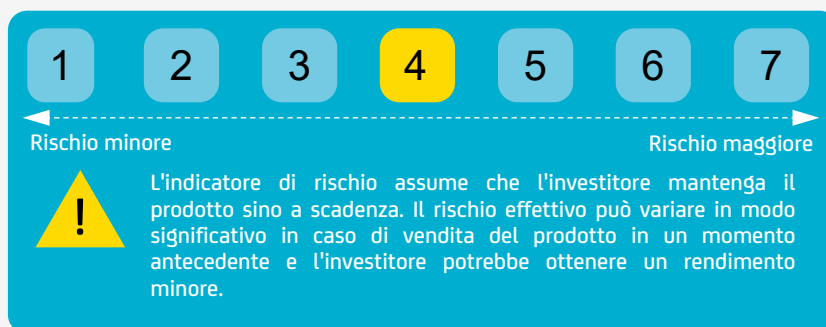 1 2 3 4 5 6 7
Rischio minore Rischio maggiore
! L'indicatore di rischio assume che l'investitore mantenga il
prodotto sino a scadenza. Il rischio effettivo può variare in modo
significativo in caso di vendita del prodotto in un momento
antecedente e l'investitore potrebbe ottenere un rendimento
minore.